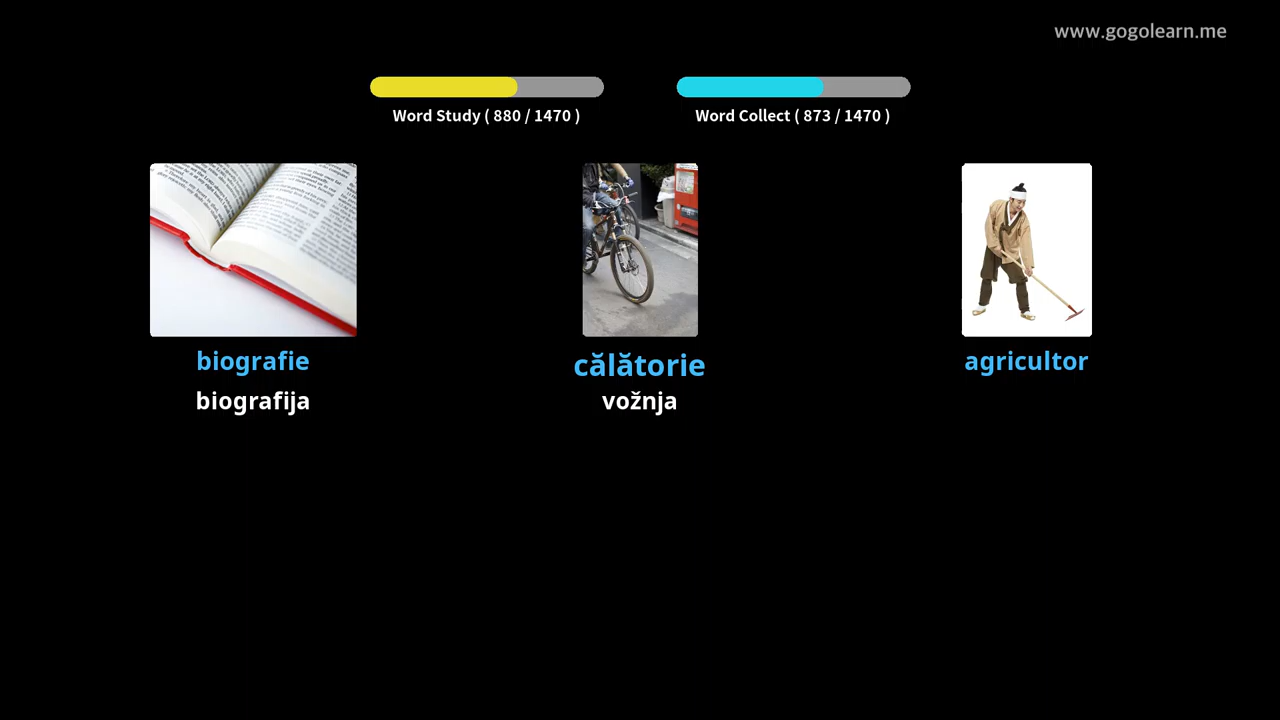 www.gogolearn.me
Word Study ( 880 / 1470 )
Word Collect ( 873 / 1470 )
biografie
călătorie
agricultor
biografija
vožnja